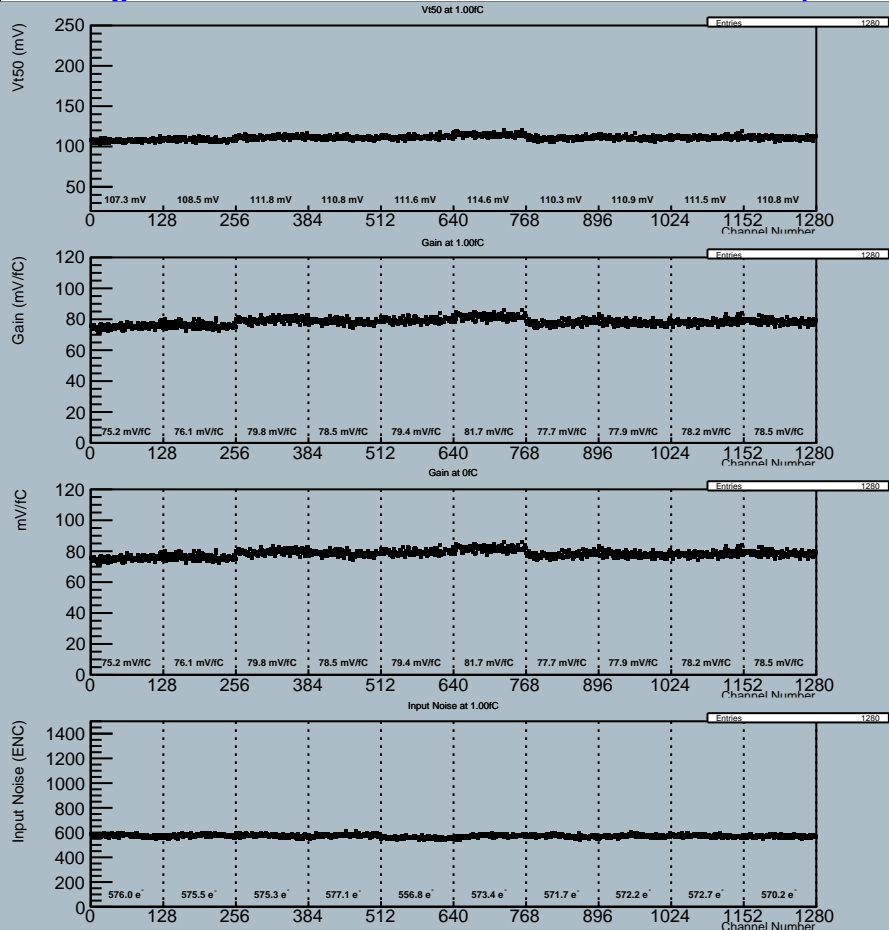 Vt50 at 1.00fC
Entries 1280
Vt50 (mV)
250
200
150
100
50
107.3 mV 108.5 mV 111.8 mV 110.8 mV 111.6 mV 114.6 mV 110.3 mV 110.9 mV 111.5 mV 110.8 mV
0 128 256 384 512 640 768 896 1024 1152 1280
Channel Number
Gain at 1.00fC
Entries 1280
Gain (mV/fC)
120
100
80
60
40
20
0
75.2 mV/fC 76.1 mV/fC 79.8 mV/fC 78.5 mV/fC 79.4 mV/fC 81.7 mV/fC 77.7 mV/fC 77.9 mV/fC 78.2 mV/fC 78.5 mV/fC
0 128 256 384 512 640 768 896 1024 1152 1280
Channel Number
Gain at 0fC
Entries 1280
mV/fC
120
100
80
60
40
20
0
75.2 mV/fC 76.1 mV/fC 79.8 mV/fC 78.5 mV/fC 79.4 mV/fC 81.7 mV/fC 77.7 mV/fC 77.9 mV/fC 78.2 mV/fC 78.5 mV/fC
0 128 256 384 512 640 768 896 1024 1152 1280
Channel Number
Input Noise at 1.00fC
Entries 1280
Input Noise (ENC)
1400
1200
1000
800
600
400
200
0
576.0 e⁻ 575.5 e⁻ 575.3 e⁻ 577.1 e⁻ 556.8 e⁻ 573.4 e⁻ 571.7 e⁻ 572.2 e⁻ 572.7 e⁻ 570.2 e⁻
0 128 256 384 512 640 768 896 1024 1152 1280
Channel Number